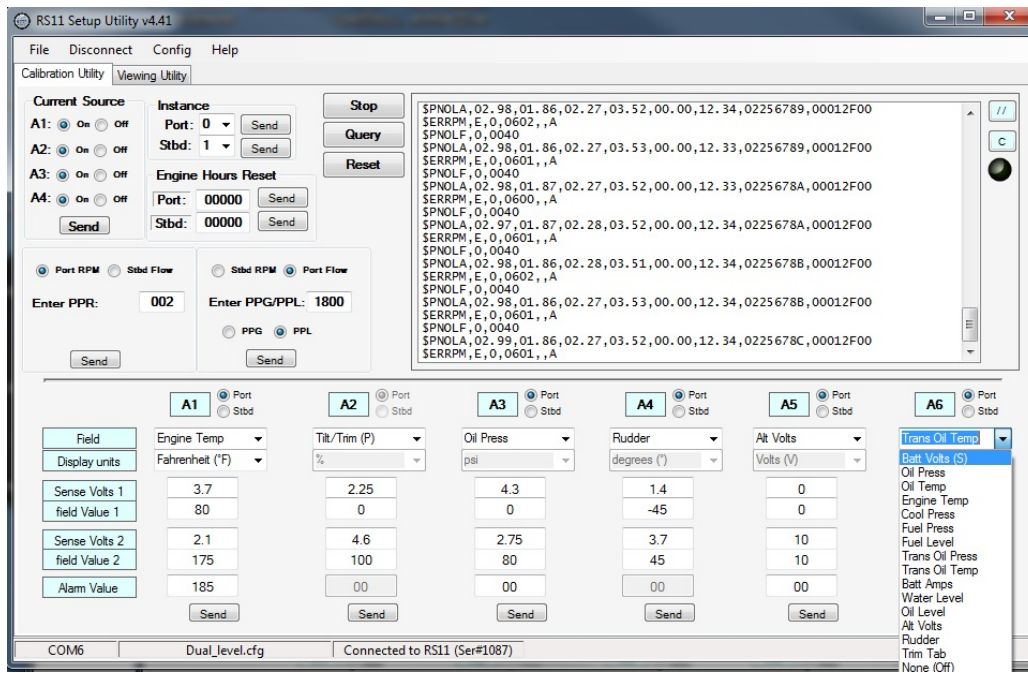 RS11 Setup Utility v4.41
File Disconnect Config Help
Calibration Utility Viewing Utility
Current Source
A1: On Off
A2: On Off
A3: On Off
A4: On Off
Send
Instance
Port: 0 Send
Stbd: 1 Send
Engine Hours Reset
Port: 00000 Send
Stbd: 00000 Send
Stop
Query
Reset
$PNOLA,02.98,01.86,02.27,03.52,00.00,12.34,02256789,00012F00
$ERRPM,E,0,0602,,A
$PNOLF,0,0040
$PNOLA,02.98,01.86,02.27,03.53,00.00,12.33,02256789,00012F00
$ERRPM,E,0,0601,,A
$PNOLF,0,0040
$PNOLA,02.98,01.87,02.27,03.52,00.00,12.33,0225678A,00012F00
$ERRPM,E,0,0600,,A
$PNOLF,0,0040
$PNOLA,02.97,01.87,02.28,03.52,00.00,12.34,0225678A,00012F00
$ERRPM,E,0,0601,,A
$PNOLF,0,0040
$PNOLA,02.98,01.86,02.28,03.51,00.00,12.34,0225678B,00012F00
$ERRPM,E,0,0602,,A
$PNOLF,0,0040
$PNOLA,02.98,01.86,02.27,03.53,00.00,12.34,0225678B,00012F00
$ERRPM,E,0,0601,,A
$PNOLF,0,0040
$PNOLA,02.99,01.86,02.27,03.52,00.00,12.34,0225678C,00012F00
$ERRPM,E,0,0601,,A
//
C
Port RPM Stbd Flow
Enter PPR: 002
Send
Stbd RPM Port Flow
Enter PPG/PPL: 1800
PPG PPL
Send
A1 Port Stbd
A2 Port Stbd
A3 Port Stbd
A4 Port Stbd
A5 Port Stbd
A6 Port Stbd
Field Engine Temp Tilt/Trim (P) Oil Press Rudder Alt Volts Trans Oil Temp
Display units Fahrenheit (°F) % psi degrees (°) Volts (V)
Sense Volts 1 3.7 2.25 4.3 1.4 0
field Value 1 80 0 0 -45 0
Sense Volts 2 2.1 4.6 2.75 3.7 10
field Value 2 175 100 80 45 10
Alarm Value 185 00 00 00 00
Send Send Send Send Send
Batt Volts (S)
Oil Press
Oil Temp
Engine Temp
Cool Press
Fuel Press
Fuel Level
Trans Oil Press
Trans Oil Temp
Batt Amps
Water Level
Oil Level
Alt Volts
Rudder
Trim Tab
None (Off)
COM6 Dual_level.cfg Connected to RS11 (Ser#1087)